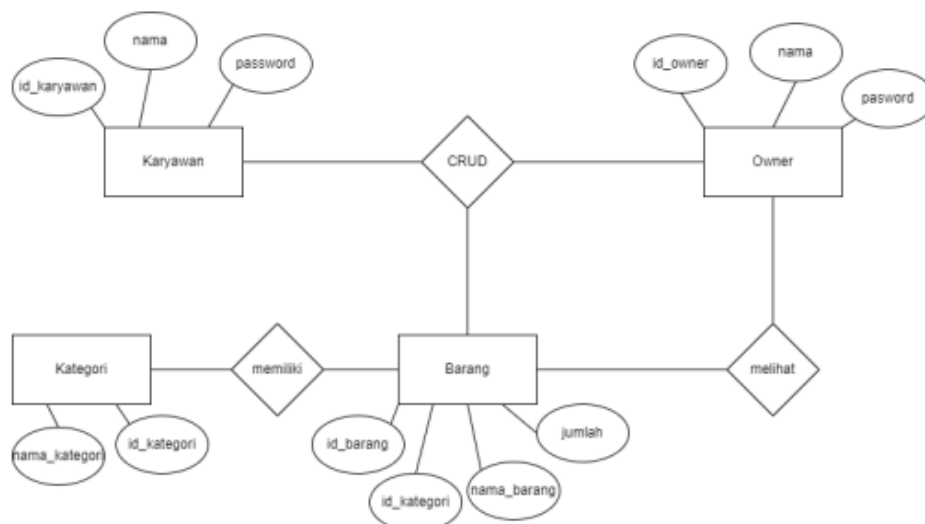 nama
id_karyawan
password
id_owner
nama
pasword
Karyawan
CRUD
Owner
Kategori
memiliki
Barang
melihat
nama_kategori
id_kategori
id_barang
jumlah
id_kategori
nama_barang